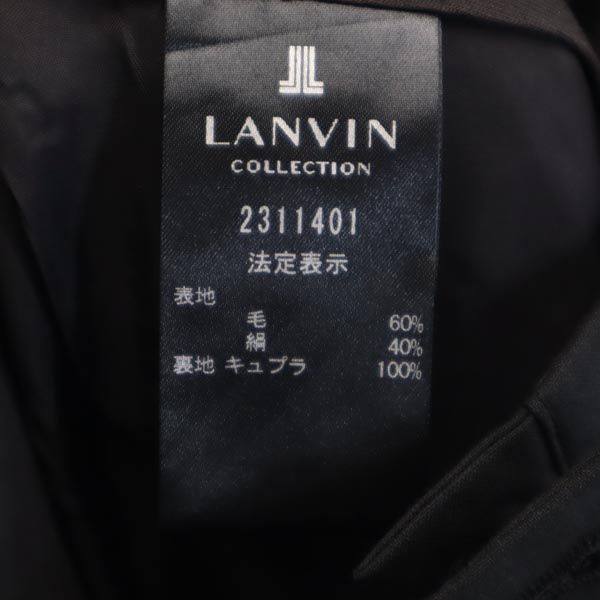 LANVIN
COLLECTION
2311401
法定表示
表地
毛 60%
絹 40%
裏地 キュプラ 100%